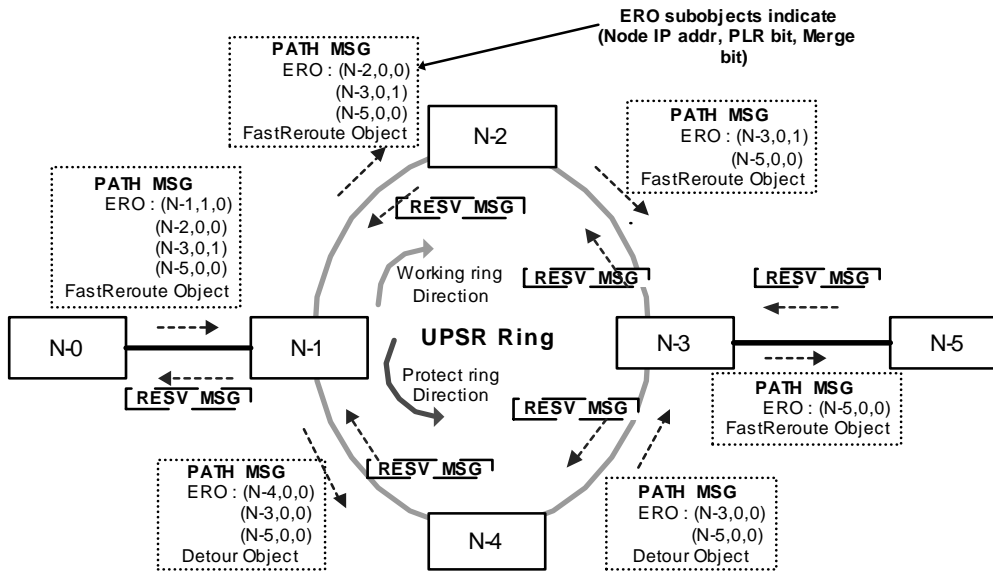 ERO subobjects indicate
(Node IP addr, PLR bit, Merge
bit)
PATH MSG
ERO : (N-2,0,0)
(N-3,0,1)
(N-5,0,0)
FastReroute Object
N-2
PATH MSG
ERO : (N-3,0,1)
(N-5,0,0)
FastReroute Object
PATH MSG
ERO : (N-1,1,0)
(N-2,0,0)
(N-3,0,1)
(N-5,0,0)
FastReroute Object
RESV MSG
Working ring
Direction
RESV MSG
RESV MSG
UPSR Ring
N-0
N-1
N-3
N-5
Protect ring
Direction
RESV MSG
RESV MSG
PATH MSG
ERO : (N-5,0,0)
FastReroute Object
RESV MSG
PATH MSG
ERO : (N-4,0,0)
(N-3,0,0)
(N-5,0,0)
Detour Object
N-4
PATH MSG
ERO : (N-3,0,0)
(N-5,0,0)
Detour Object